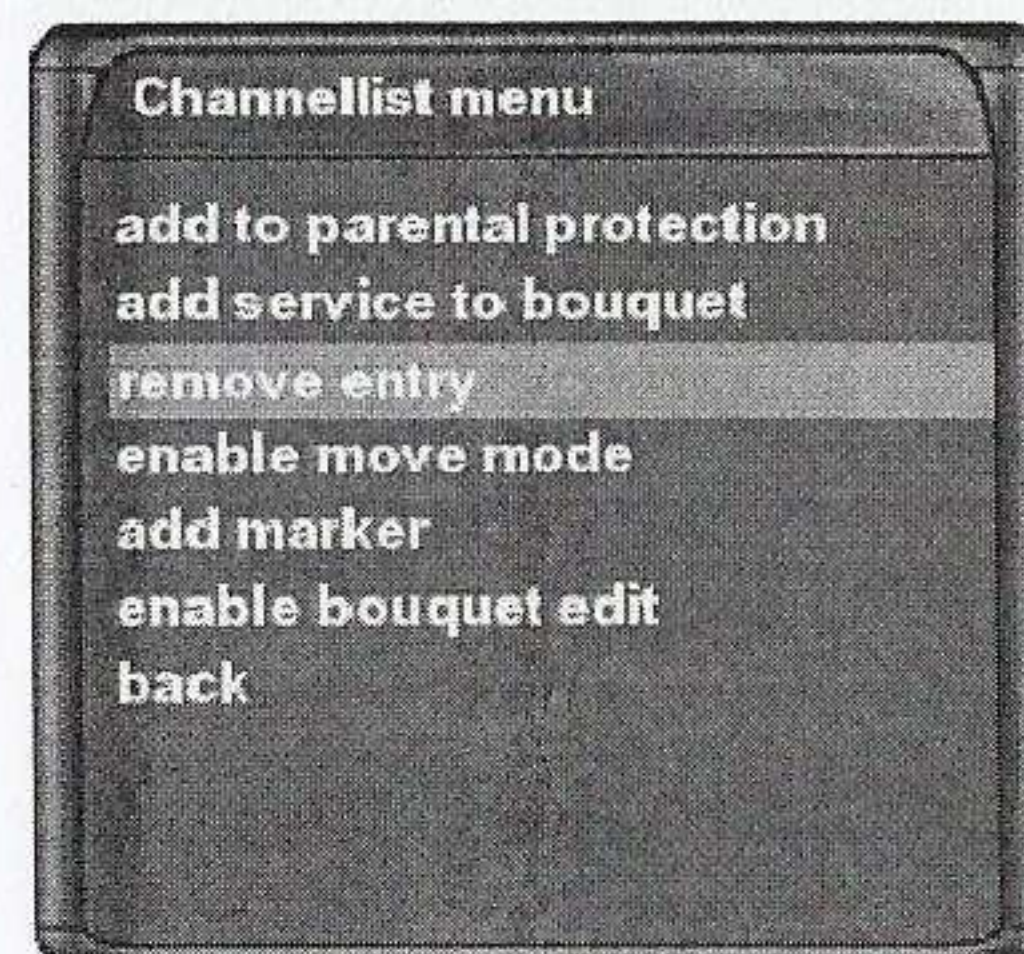 Channellist menu
add to parental protection
add service to bouquet
remove entry
enable move mode
add marker
enable bouquet edit
back